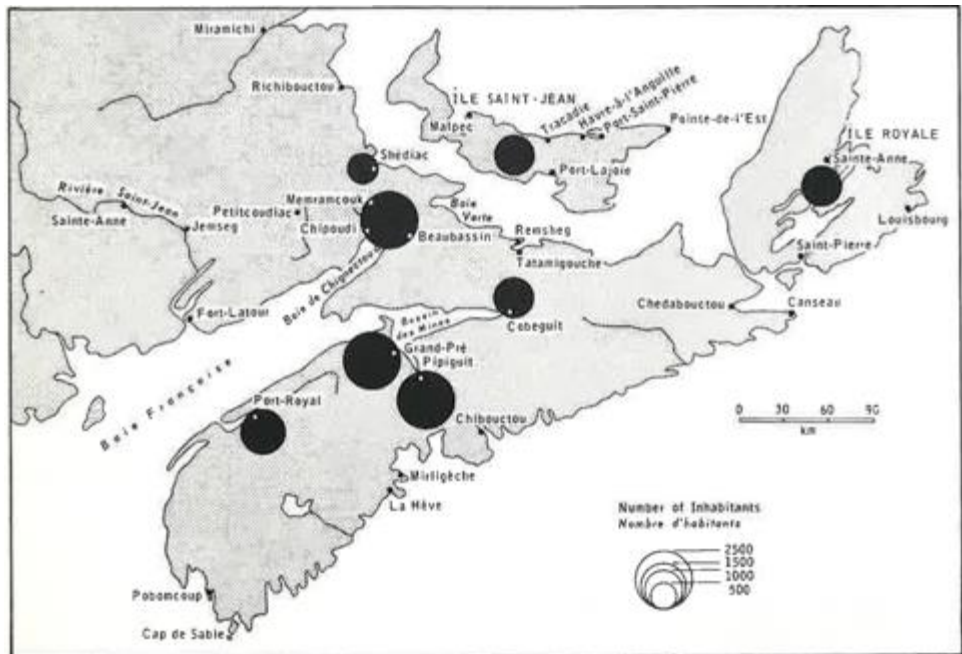 Miramichi
Richibouctou
ÎLE SAINT-JEAN
Malpec
Tracadie
Havre-à-l'Anguille
Port-Saint-Pierre
Pointe-de-l'Est
ÎLE ROYALE
Sainte-Anne
Shédiac
Port-Lajoie
Rivière Saint-Jean
Memramcouk
Petitcoudiac
Baie Verte
Louisbourg
Sainte-Anne
Jemseg
Chipoudi
Beaubassin
Remsheg
Saint-Pierre
Tatamigouche
Baie de Chignectou
Chedabouctou
Canseau
Fort-Latour
Bassin des Mines
Cobeguit
Grand-Pré
Pipiguit
Baie Française
Port-Royal
Chibouctou
0 30 60 90
km
Mirligèche
La Hève
Number of Inhabitants
Nombre d'habitants
2500
1500
1000
500
Pobomcoup
Cap de Sable